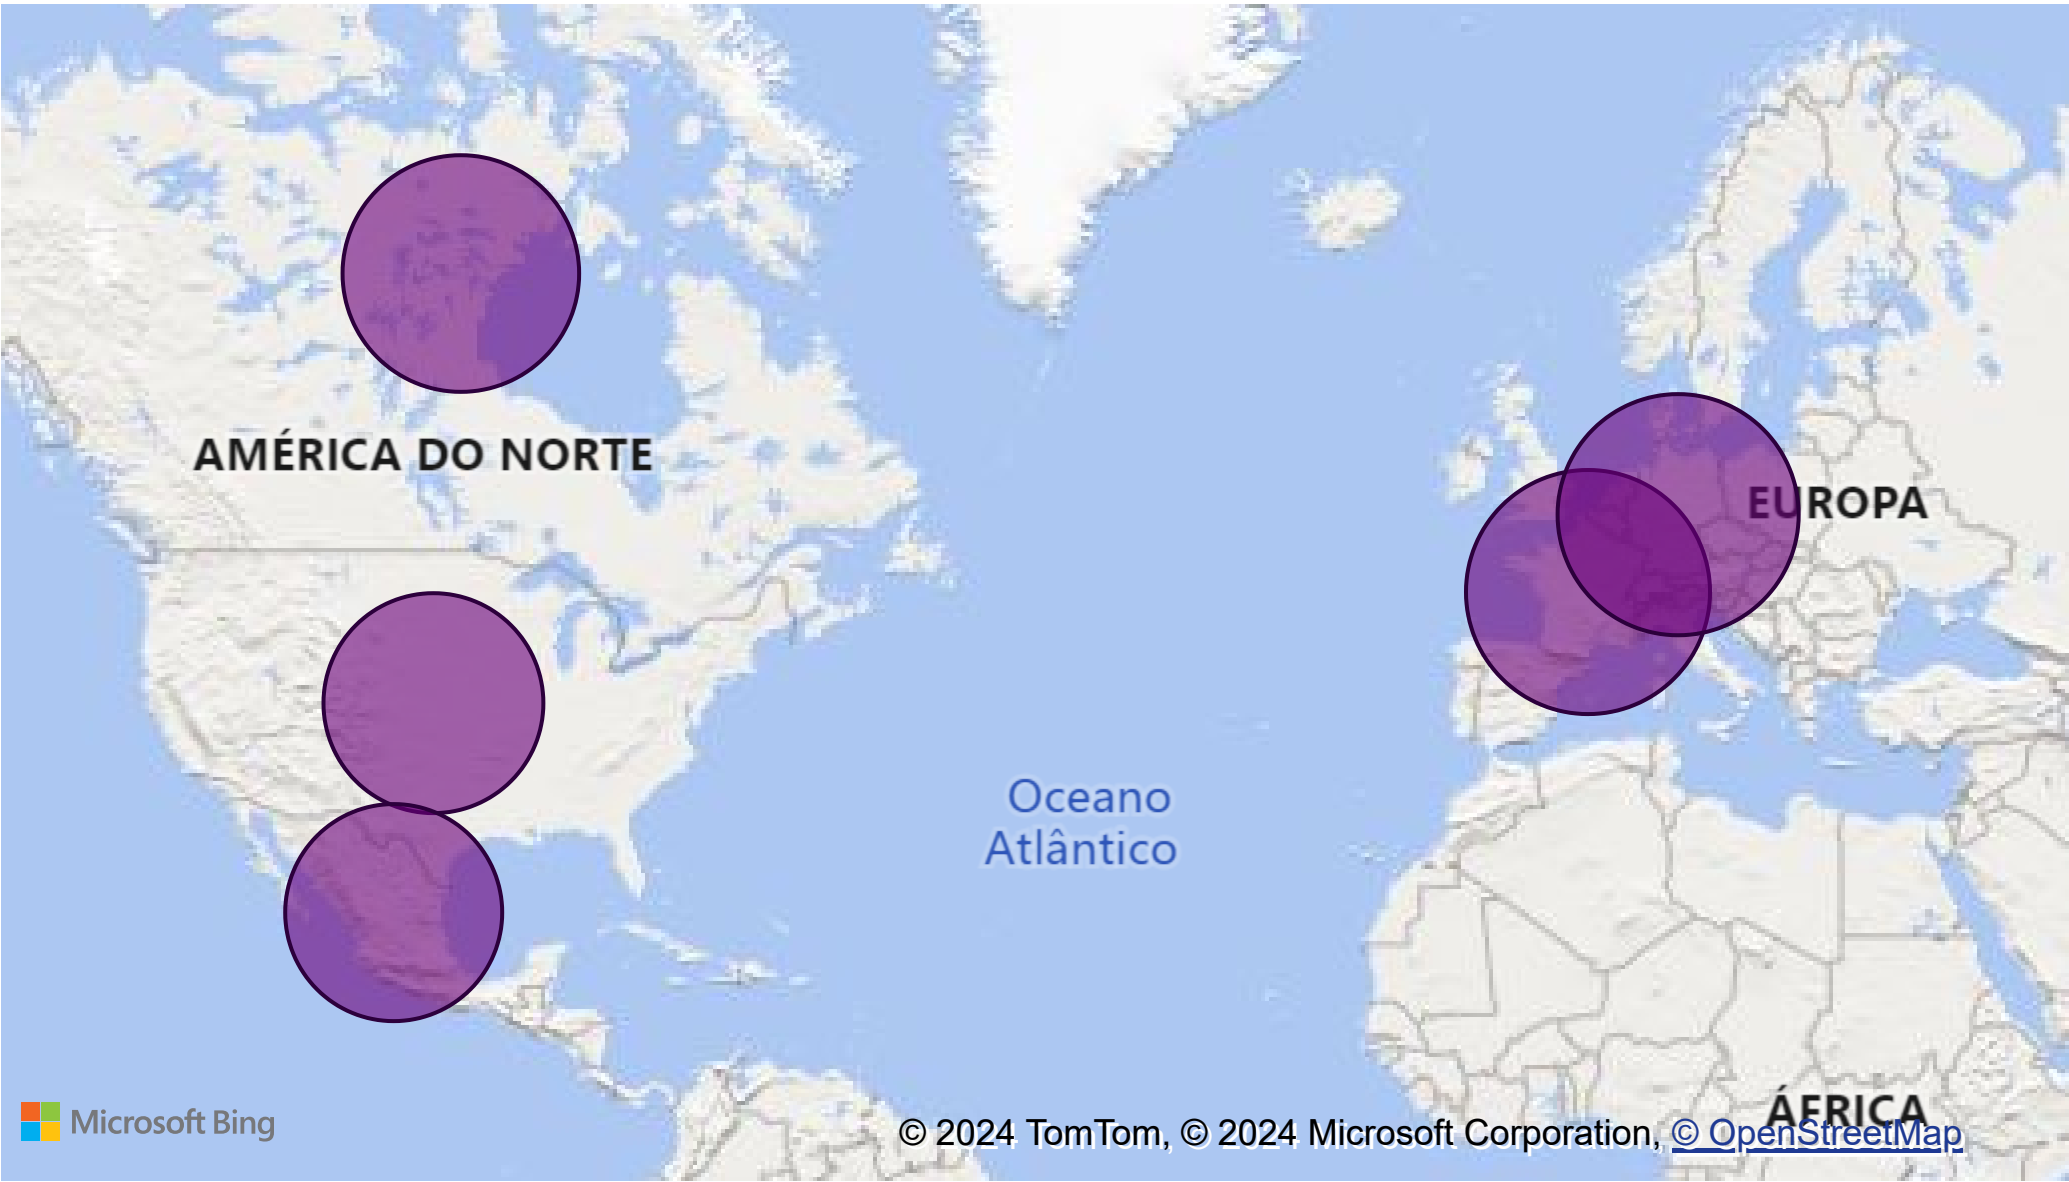 AMÉRICA DO NORTE
EUROPA
Oceano
Atlântico
ÁFRICA
Microsoft Bing
© 2024 TomTom, © 2024 Microsoft Corporation, © OpenStreetMap